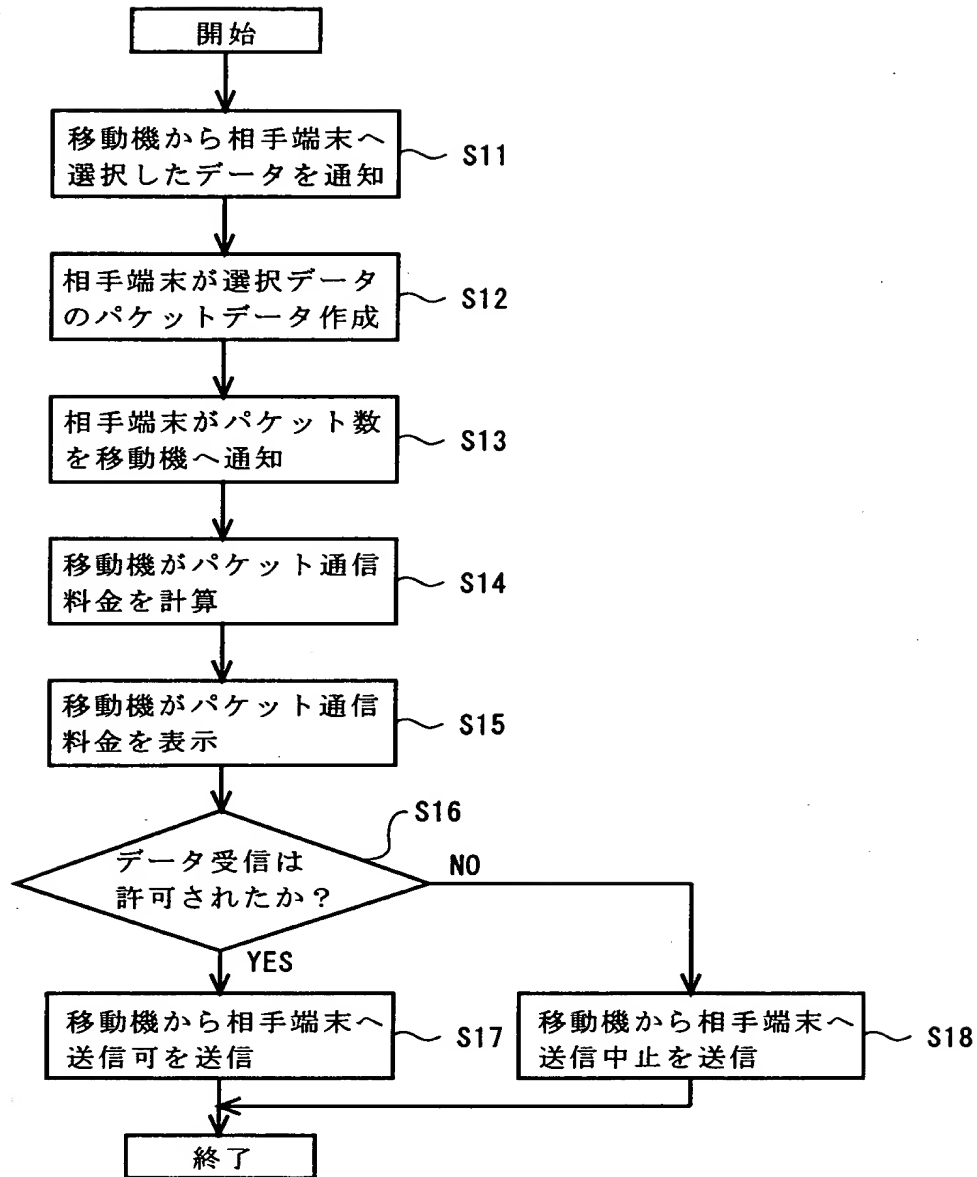 開始
移動機から相手端末へ
選択したデータを通知
S11
相手端末が選択データ
のパケットデータ作成
S12
相手端末がパケット数
を移動機へ通知
S13
移動機がパケット通信
料金を計算
S14
移動機がパケット通信
料金を表示
S15
S16
データ受信は
許可されたか?
NO
YES
移動機から相手端末へ
送信可を送信
S17
移動機から相手端末へ
送信中止を送信
S18
終了